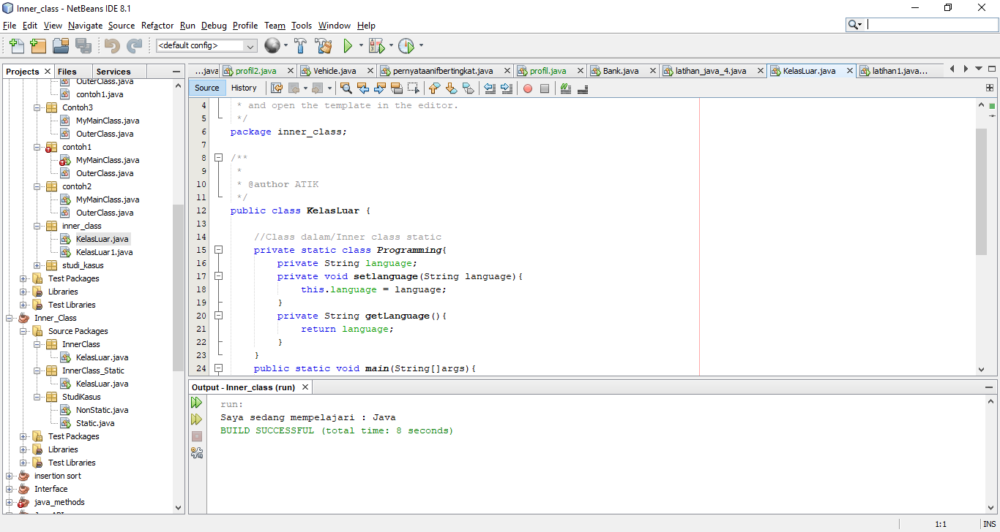 Inner_class - NetBeans IDE 8.1
File Edit View Navigate Source Refactor Run Debug Profile Team Tools Window Help
<default config>
Projects Files Services
OuterClass.java
contoh1.java
Contoh3
MyMainClass.java
OuterClass.java
contoh1
MyMainClass.java
OuterClass.java
contoh2
MyMainClass.java
OuterClass.java
inner_class
KelasLuar.java
KelasLuar1.java
studi_kasus
Test Packages
Libraries
Test Libraries
Inner_Class
Source Packages
InnerClass
KelasLuar.java
InnerClass_Static
KelasLuar.java
StudiKasus
NonStatic.java
Static.java
Test Packages
Libraries
Test Libraries
insertion sort
Interface
java_methods
...java profil2.java Vehicle.java pernyataanifbertingkat.java profil.java Bank.java latihan_java_4.java KelasLuar.java latihan1.java...
Source History
4 * and open the template in the editor.
5 */
6 package inner_class;
7
8 /**
9 *
10 * @author ATIK
11 */
12 public class KelasLuar {
13
14 //Class dalam/Inner class static
15 private static class Programming{
16 private String language;
17 private void setlanguage(String language){
18 this.language = language;
19 }
20 private String getLanguage(){
21 return language;
22 }
23 }
24 public static void main(String[]args){
Output - Inner_class (run)
run:
Saya sedang mempelajari : Java
BUILD SUCCESSFUL (total time: 8 seconds)
1:1 INS